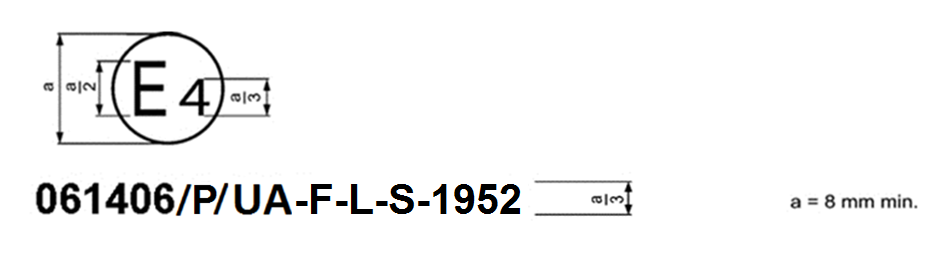 a
a/2
E 4
a/3
061406/P/UA-F-L-S-1952
a/3
a = 8 mm min.